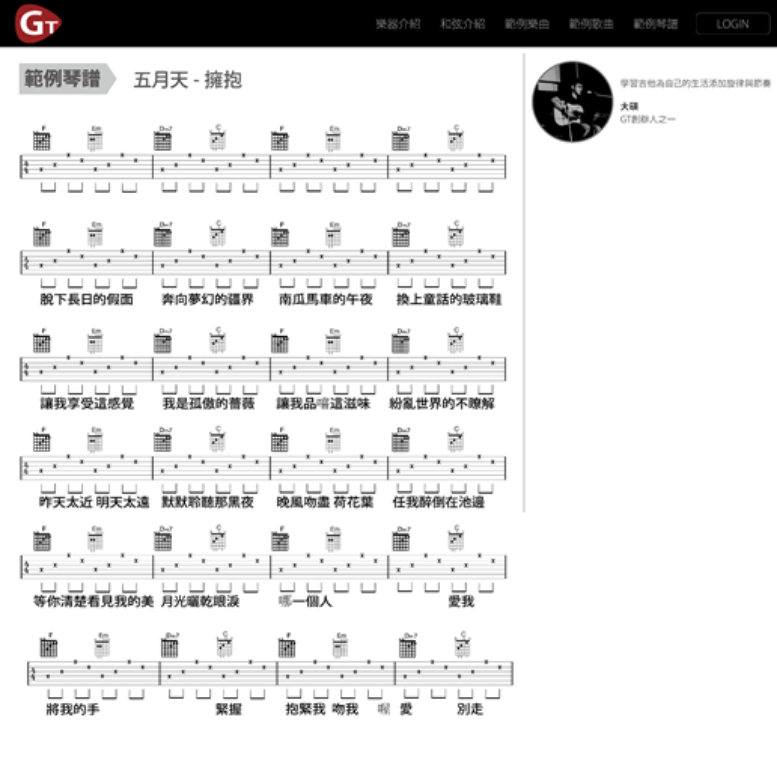 GT
樂器介紹 和弦介紹 範例樂曲 範例歌曲 範例琴譜 LOGIN
範例琴譜 五月天 - 擁抱
學習吉他為自己的生活添加旋律與節奏
大碩
GT創辦人之一
F Em Dm7 C F Em Dm7 C
F Em Dm7 C F Em Dm7 C
脫下長日的假面 奔向夢幻的疆界 南瓜馬車的午夜 換上童話的玻璃鞋
F Em Dm7 C F Em Dm7 C
讓我享受這感覺 我是孤傲的薔薇 讓我品嚐這滋味 紛亂世界的不瞭解
F Em Dm7 C F Em Dm7 C
昨天太近 明天太遠 默默聆聽那黑夜 晚風吻盡 荷花葉 任我醉倒在池邊
F Em Dm7 C F Em Dm7 C
等你清楚看見我的美 月光曬乾眼淚 哪一個人 愛我
F Em Dm7 C F Em Dm7 C
將我的手 緊握 抱緊我 吻我 喔 愛 別走